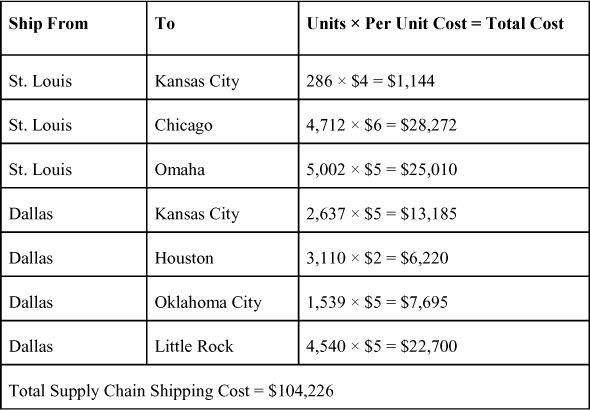 Ship From To Units × Per Unit Cost = Total Cost
St. Louis Kansas City 286 × $4 = $1,144
St. Louis Chicago 4,712 × $6 = $28,272
St. Louis Omaha 5,002 × $5 = $25,010
Dallas Kansas City 2,637 × $5 = $13,185
Dallas Houston 3,110 × $2 = $6,220
Dallas Oklahoma City 1,539 × $5 = $7,695
Dallas Little Rock 4,540 × $5 = $22,700
Total Supply Chain Shipping Cost = $104,226